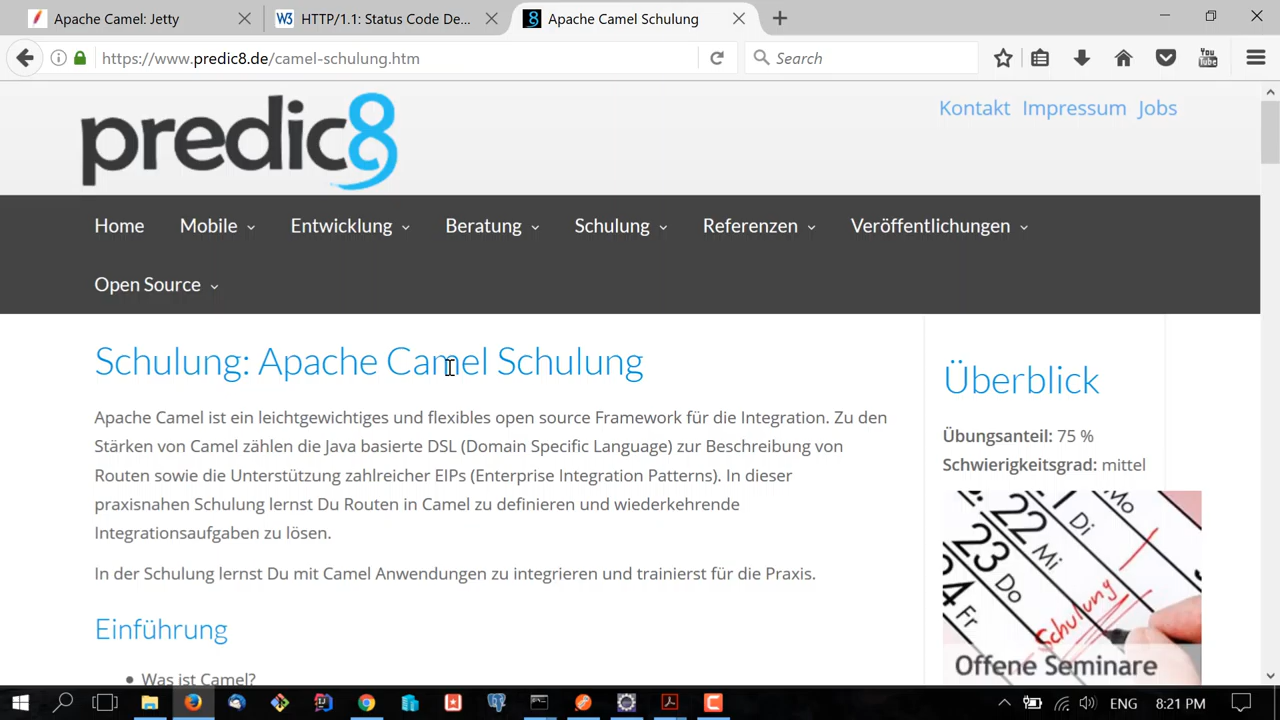 Apache Camel: Jetty
HTTP/1.1: Status Code De...
Apache Camel Schulung
https://www.predic8.de/camel-schulung.htm
Search
You
Tube
predic8
Kontakt Impressum Jobs
Home Mobile Entwicklung Beratung Schulung Referenzen Veröffentlichungen
Open Source
Schulung: Apache Camel Schulung
Apache Camel ist ein leichtgewichtiges und flexibles open source Framework für die Integration. Zu den
Stärken von Camel zählen die Java basierte DSL (Domain Specific Language) zur Beschreibung von
Routen sowie die Unterstützung zahlreicher EIPs (Enterprise Integration Patterns). In dieser
praxisnahen Schulung lernst Du Routen in Camel zu definieren und wiederkehrende
Integrationsaufgaben zu lösen.
In der Schulung lernst Du mit Camel Anwendungen zu integrieren und trainierst für die Praxis.
Einführung
• Was ist Camel?
Überblick
Übungsanteil: 75 %
Schwierigkeitsgrad: mittel
Mo
Di
22 Mi
23 Do
Fr
Schulung
Offene Seminare
ENG 8:21 PM